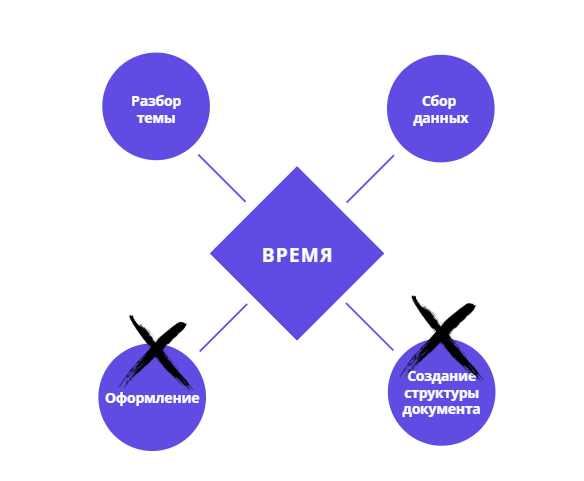 Разбор
темы
Сбор
данных
ВРЕМЯ
Оформление
Создание
структуры
документа